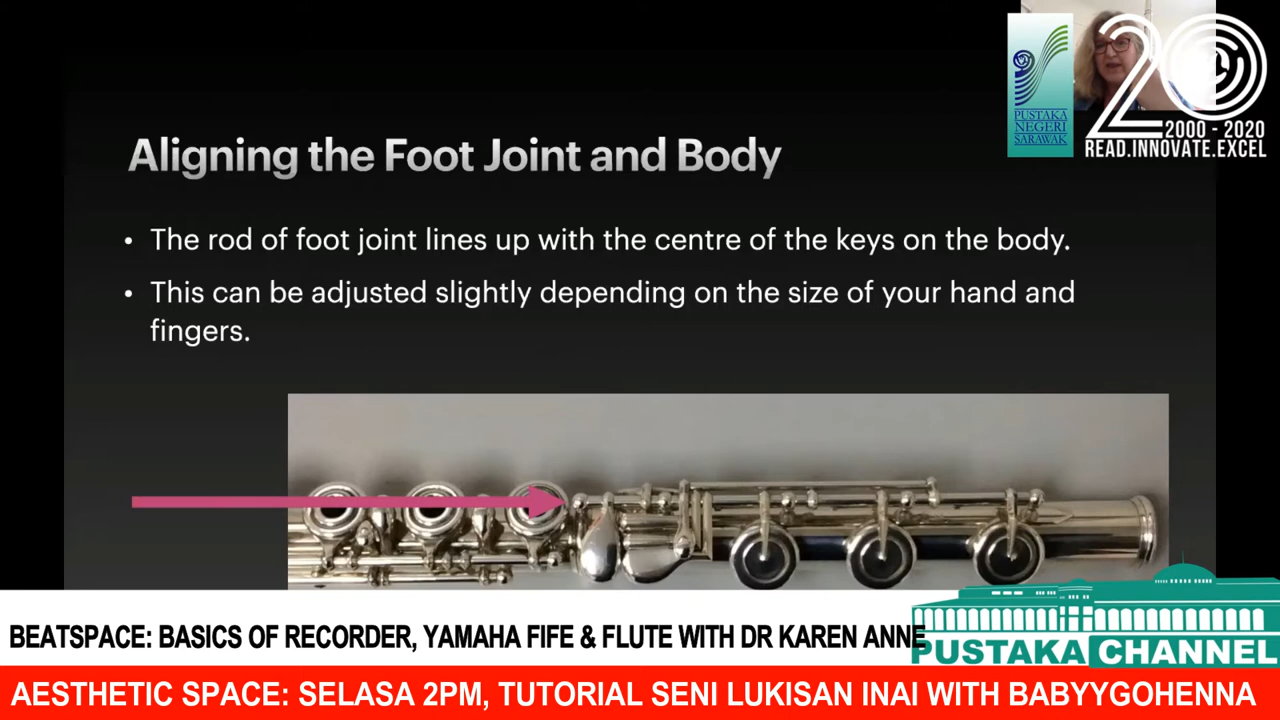 PUSTAKA
NEGERI
SARAWAK
20
2000 - 2020
READ.INNOVATE.EXCEL
Aligning the Foot Joint and Body
• The rod of foot joint lines up with the centre of the keys on the body.
• This can be adjusted slightly depending on the size of your hand and
fingers.
BEATSPACE: BASICS OF RECORDER, YAMAHA FIFE & FLUTE WITH DR KAREN ANNE
PUSTAKA CHANNEL
AESTHETIC SPACE: SELASA 2PM, TUTORIAL SENI LUKISAN INAI WITH BABYYGOHENNA